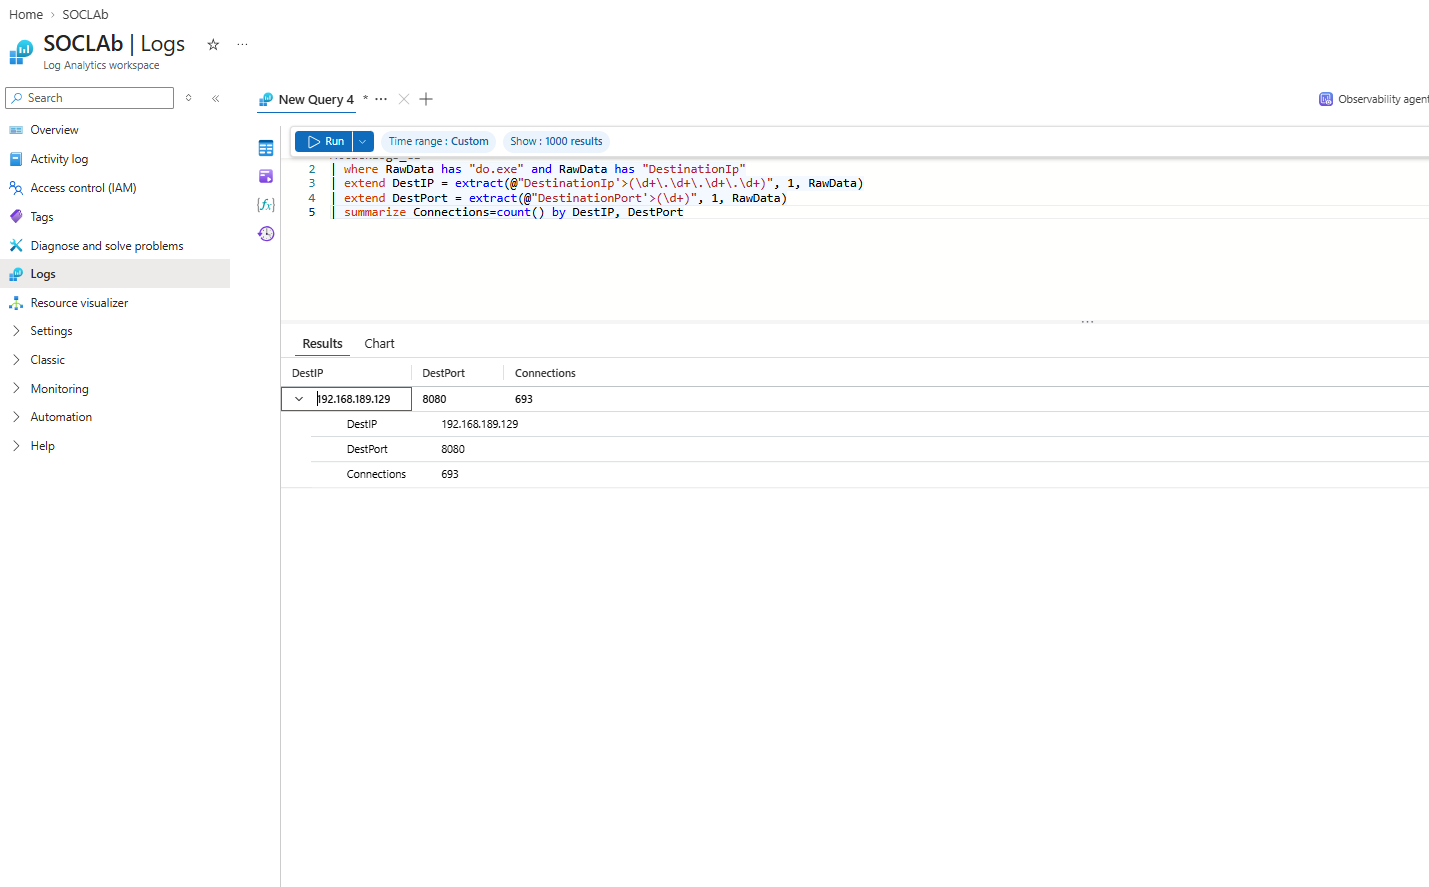 Home › SOCLAb
SOCLAb | Logs
Log Analytics workspace
Search
Overview
Activity log
Access control (IAM)
Tags
Diagnose and solve problems
Logs
Resource visualizer
Settings
Classic
Monitoring
Automation
Help
New Query 4 * ···
Observability agent
Run
Time range : Custom
Show : 1000 results
2 | where RawData has "do.exe" and RawData has "DestinationIp"
3 | extend DestIP = extract(@"DestinationIp'>(\d+\.\d+\.\d+\.\d+)", 1, RawData)
4 | extend DestPort = extract(@"DestinationPort'>(\d+)", 1, RawData)
5 | summarize Connections=count() by DestIP, DestPort
Results Chart
DestIP DestPort Connections
192.168.189.129 8080 693
DestIP 192.168.189.129
DestPort 8080
Connections 693